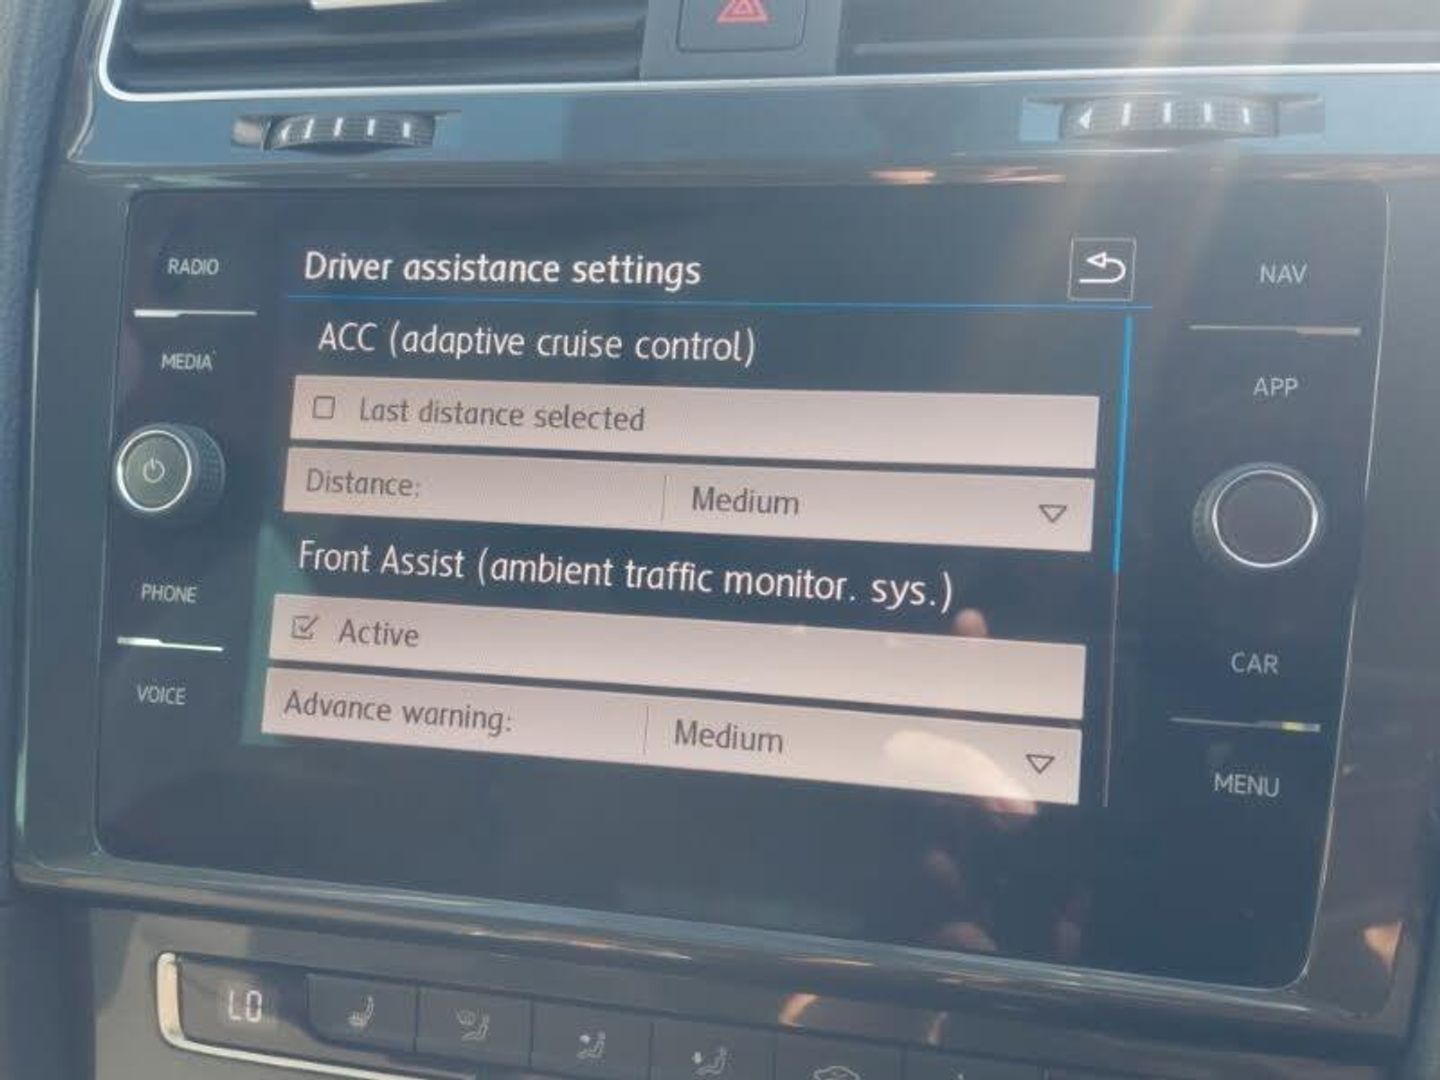 RADIO
MEDIA
PHONE
VOICE
Driver assistance settings
ACC (adaptive cruise control)
Last distance selected
Distance: Medium
Front Assist (ambient traffic monitor. sys.)
Active
Advance warning: Medium
NAV
APP
CAR
MENU
LO